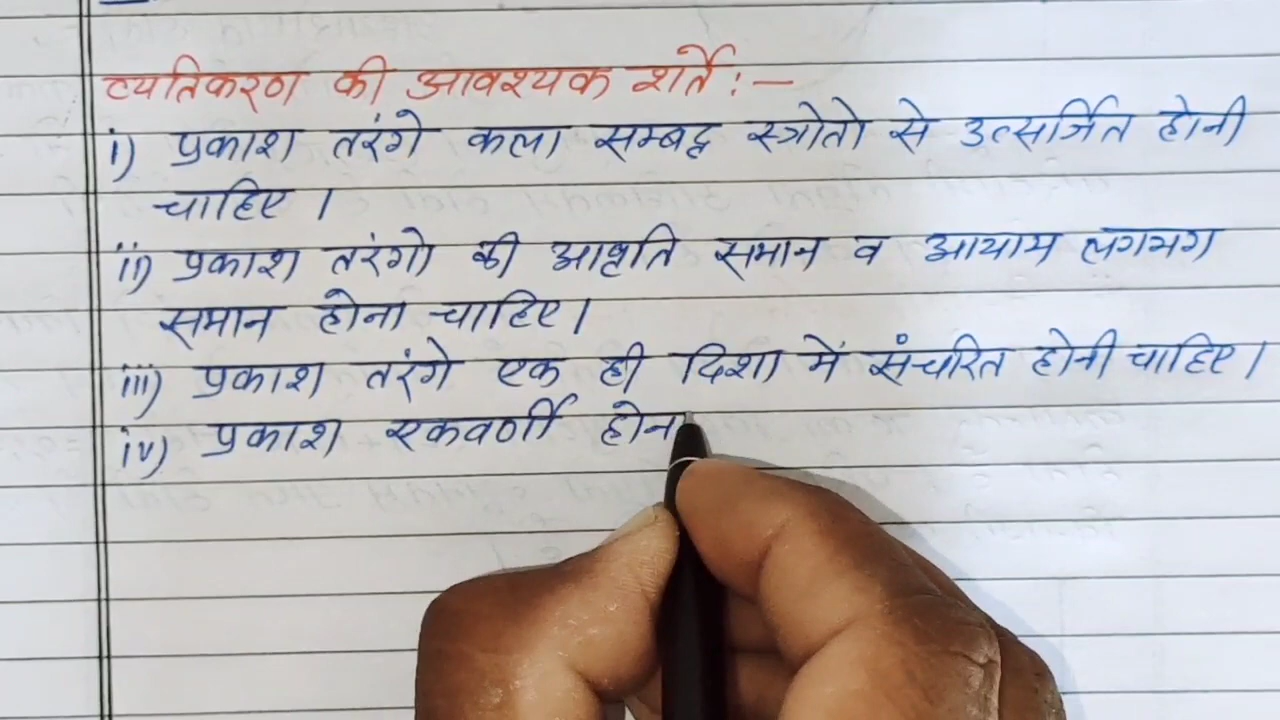 व्यतिकरण की आवश्यक शर्ते :-
i) प्रकाश तरंगे कला सम्बद्ध स्त्रोतो से उत्सर्जित होनी
चाहिए ।
ii) प्रकाश तरंगो की आवृति समान व आयाम लगभग
समान होना चाहिए ।
iii) प्रकाश तरंगे एक ही दिशा में संचरित होनी चाहिए ।
iv) प्रकाश एकवर्णी होना